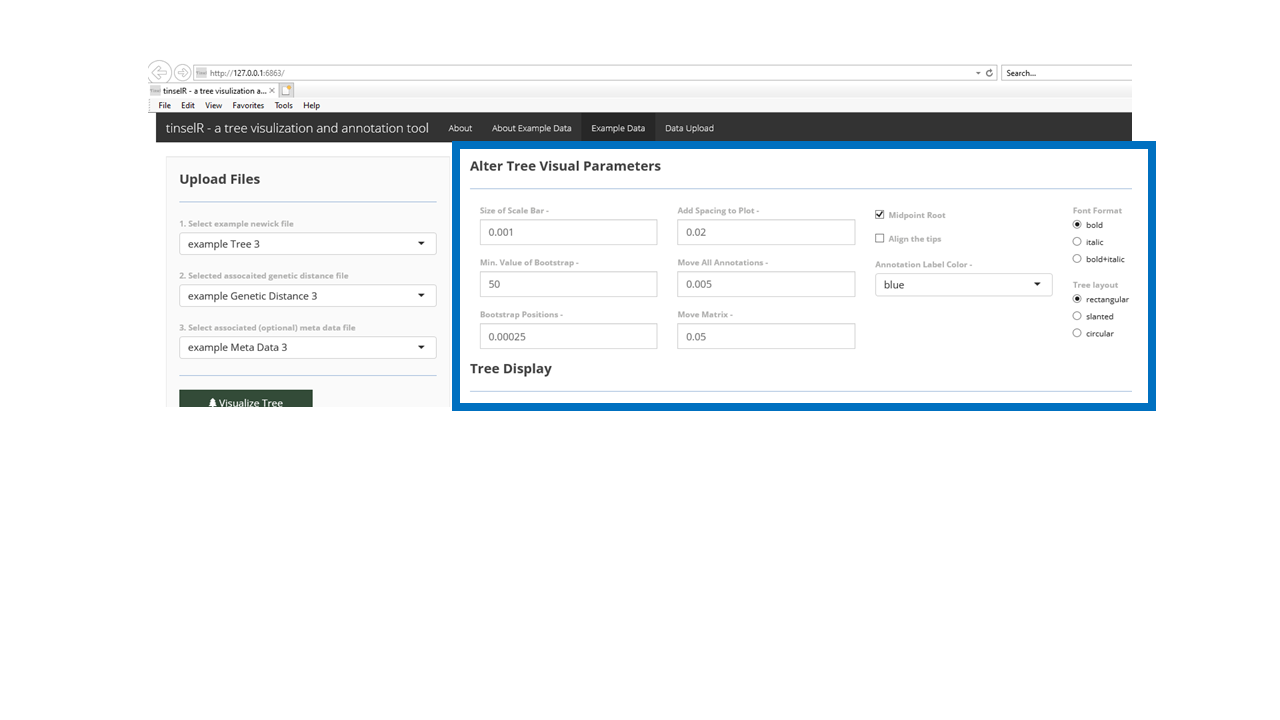 http://127.0.0.1:6863/
Search...
tinselR - a tree visulization a...
File Edit View Favorites Tools Help
tinselR - a tree visulization and annotation tool About About Example Data Example Data Data Upload
Upload Files
1. Select example newick file
example Tree 3
2. Selected assocaited genetic distance file
example Genetic Distance 3
3. Select associated (optional) meta data file
example Meta Data 3
Visualize Tree
Alter Tree Visual Parameters
Size of Scale Bar -
0.001
Min. Value of Bootstrap -
50
Bootstrap Positions -
0.00025
Add Spacing to Plot -
0.02
Move All Annotations -
0.005
Move Matrix -
0.05
Midpoint Root
Align the tips
Annotation Label Color -
blue
Font Format
bold
italic
bold+italic
Tree layout
rectangular
slanted
circular
Tree Display